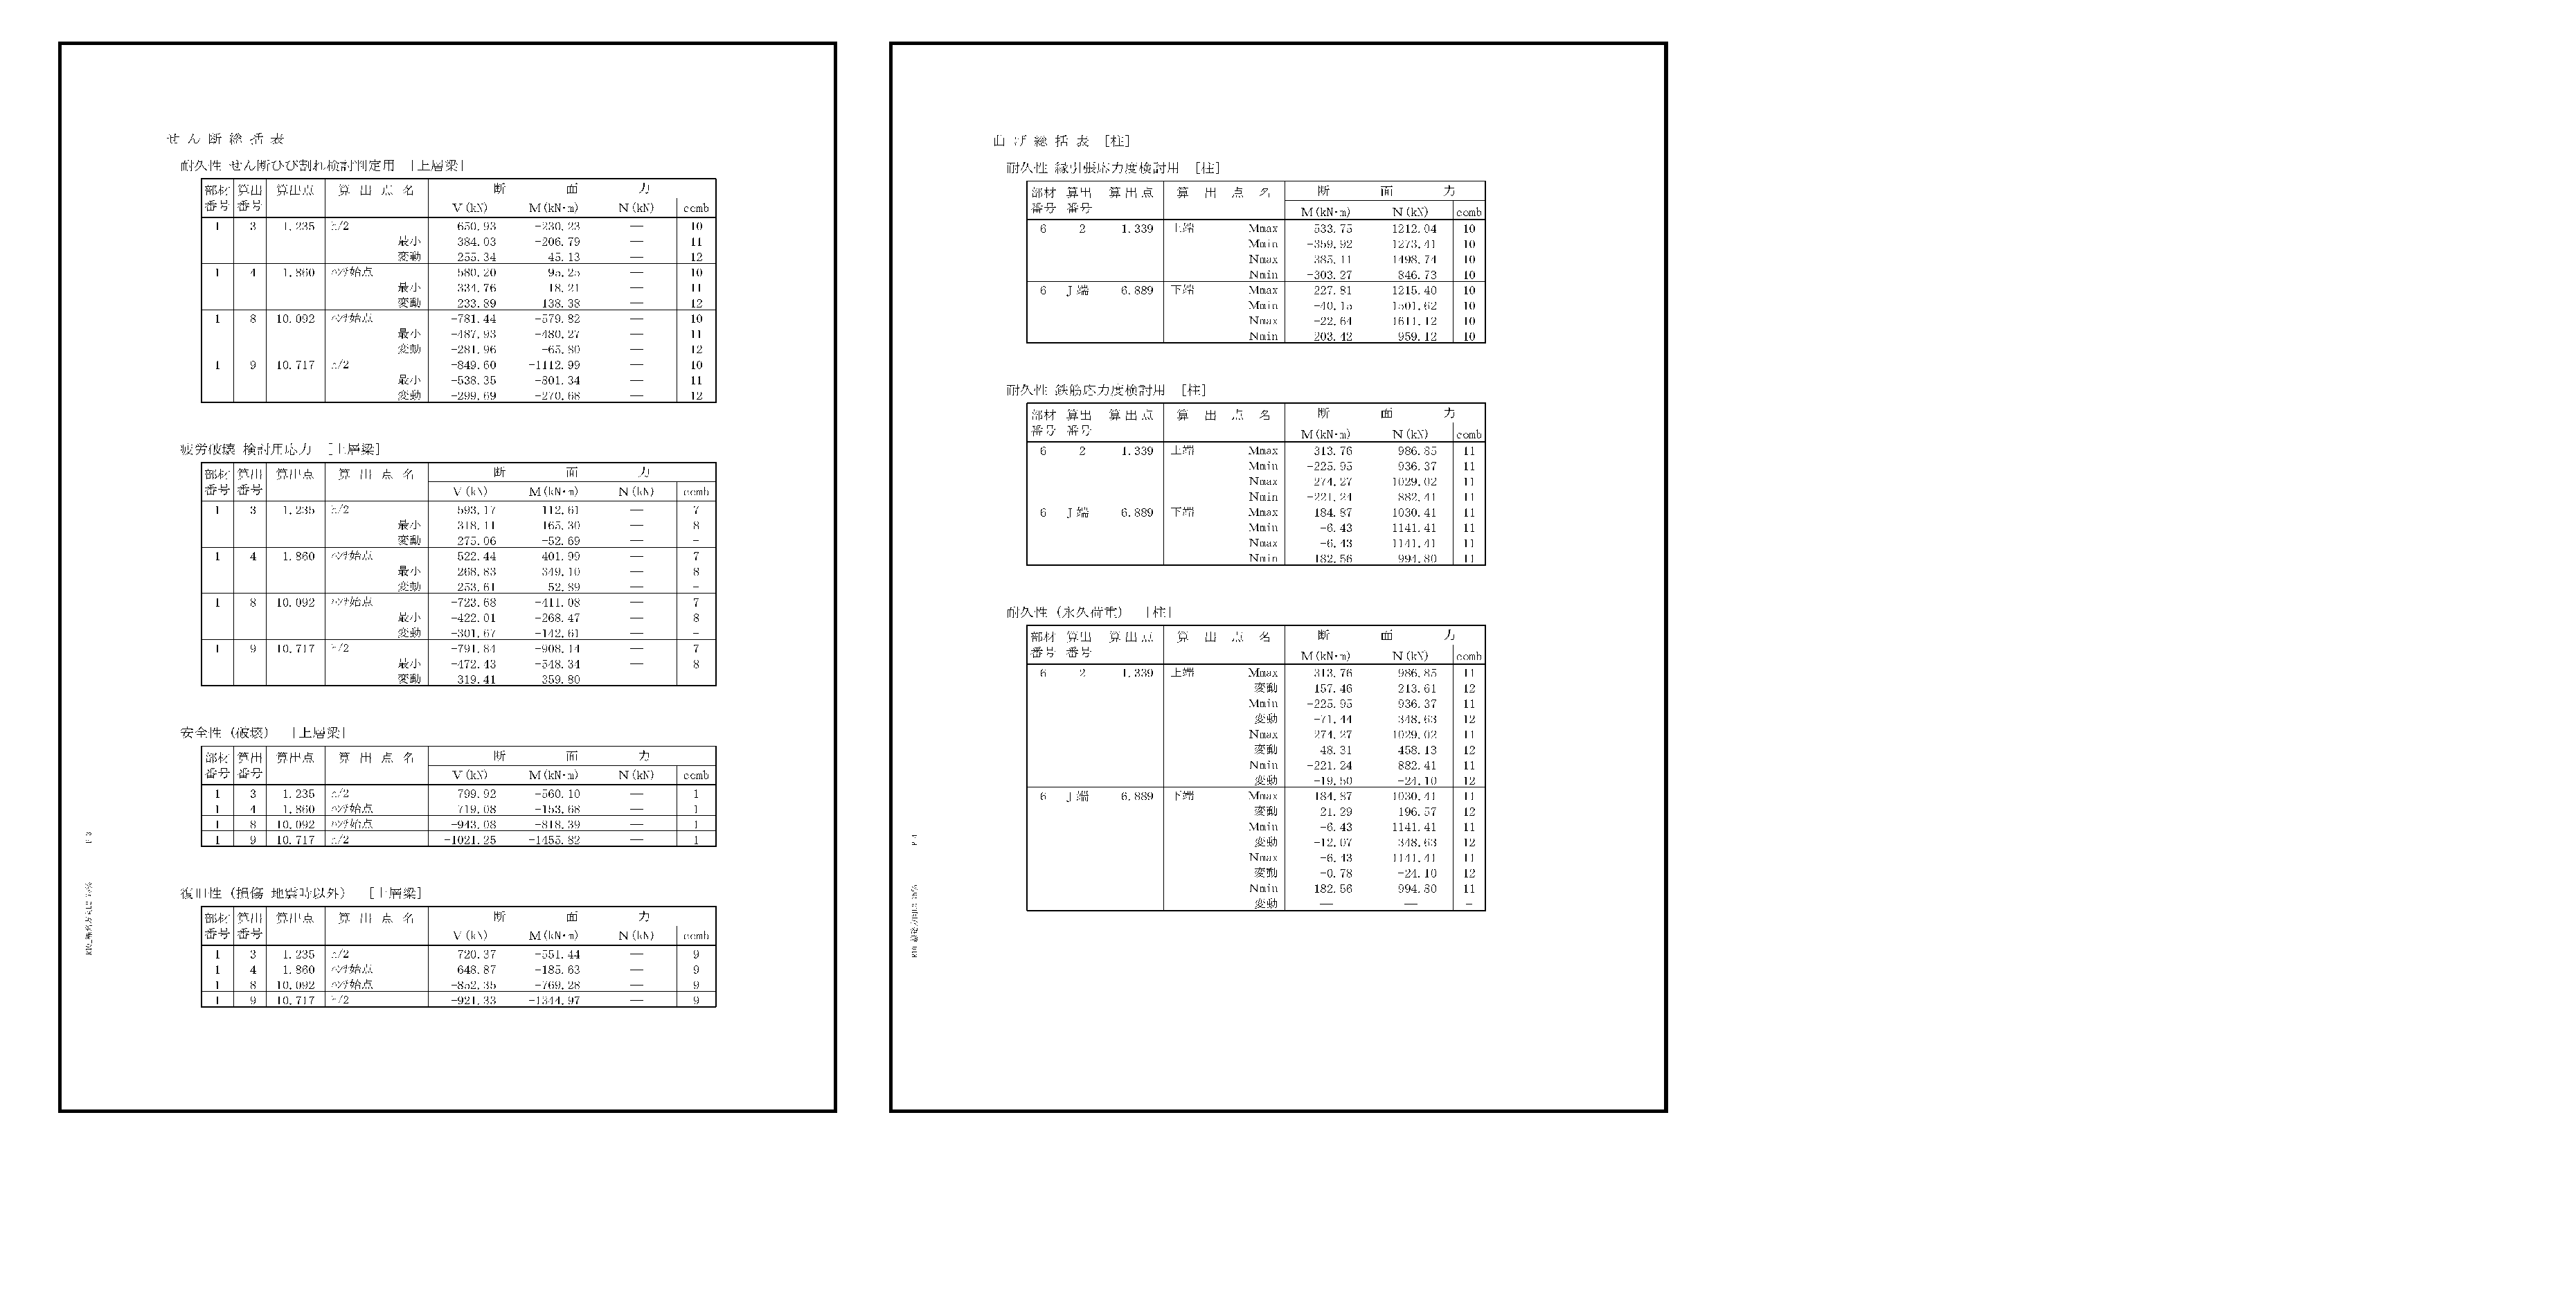 せ ん 断 総 括 表
耐久性 せん断ひび割れ検討判定用 [上層梁]
部材 算出 算出点 算 出 点 名 断 面 力
番号 番号 V(kN) M(kN・m) N(kN) comb
1 3 1.235 h/2 650.93 -230.23 — 10
最小 384.03 -206.79 — 11
変動 255.34 45.13 — 12
1 4 1.860 ﾊﾝﾁ始点 580.20 95.25 — 10
最小 334.76 18.21 — 11
変動 233.89 138.38 — 12
1 8 10.092 ﾊﾝﾁ始点 -781.44 -579.82 — 10
最小 -487.93 -480.27 — 11
変動 -281.96 -65.80 — 12
1 9 10.717 h/2 -849.60 -1112.99 — 10
最小 -538.35 -801.34 — 11
変動 -299.69 -270.68 — 12
疲労破壊 検討用応力 [上層梁]
部材 算出 算出点 算 出 点 名 断 面 力
番号 番号 V(kN) M(kN・m) N(kN) comb
1 3 1.235 h/2 593.17 112.61 — 7
最小 318.11 165.30 — 8
変動 275.06 -52.69 — -
1 4 1.860 ﾊﾝﾁ始点 522.44 401.99 — 7
最小 268.83 349.10 — 8
変動 253.61 52.89 — -
1 8 10.092 ﾊﾝﾁ始点 -723.68 -411.08 — 7
最小 -422.01 -268.47 — 8
変動 -301.67 -142.61 — -
1 9 10.717 h/2 -791.84 -908.14 — 7
最小 -472.43 -548.34 — 8
変動 319.41 359.80
安全性（破壊） [上層梁]
部材 算出 算出点 算 出 点 名 断 面 力
番号 番号 V(kN) M(kN・m) N(kN) comb
1 3 1.235 h/2 799.92 -560.10 — 1
1 4 1.860 ﾊﾝﾁ始点 719.08 -153.68 — 1
1 8 10.092 ﾊﾝﾁ始点 -943.08 -818.39 — 1
1 9 10.717 h/2 -1021.25 -1455.82 — 1
復旧性（損傷 地震時以外） [上層梁]
部材 算出 算出点 算 出 点 名 断 面 力
番号 番号 V(kN) M(kN・m) N(kN) comb
1 3 1.235 h/2 720.37 -551.44 — 9
1 4 1.860 ﾊﾝﾁ始点 648.87 -185.63 — 9
1 8 10.092 ﾊﾝﾁ始点 -852.35 -769.28 — 9
1 9 10.717 h/2 -921.33 -1344.97 — 9
曲 げ 総 括 表 [柱]
耐久性 縁引張応力度検討用 [柱]
部材 算出 算出点 算 出 点 名 断 面 力
番号 番号 M(kN・m) N(kN) comb
6 2 1.339 上端 Mmax 533.75 1212.04 10
Mmin -359.92 1273.41 10
Nmax 385.11 1498.74 10
Nmin -303.27 846.73 10
6 J端 6.889 下端 Mmax 227.81 1215.40 10
Mmin -40.15 1501.62 10
Nmax -22.64 1611.12 10
Nmin 203.42 959.12 10
耐久性 鉄筋応力度検討用 [柱]
部材 算出 算出点 算 出 点 名 断 面 力
番号 番号 M(kN・m) N(kN) comb
6 2 1.339 上端 Mmax 313.76 986.85 11
Mmin -225.95 936.37 11
Nmax 274.27 1029.02 11
Nmin -221.24 882.41 11
6 J端 6.889 下端 Mmax 184.87 1030.41 11
Mmin -6.43 1141.41 11
Nmax -6.43 1141.41 11
Nmin 182.56 994.80 11
耐久性（永久荷重） [柱]
部材 算出 算出点 算 出 点 名 断 面 力
番号 番号 M(kN・m) N(kN) comb
6 2 1.339 上端 Mmax 313.76 986.85 11
変動 157.46 213.61 12
Mmin -225.95 936.37 11
変動 -71.44 348.63 12
Nmax 274.27 1029.02 11
変動 48.31 458.13 12
Nmin -221.24 882.41 11
変動 -19.50 -24.10 12
6 J端 6.889 下端 Mmax 184.87 1030.41 11
変動 21.29 196.57 12
Mmin -6.43 1141.41 11
変動 -12.07 348.63 12
Nmax -6.43 1141.41 11
変動 -0.78 -24.10 12
Nmin 182.56 994.80 11
変動 — — -